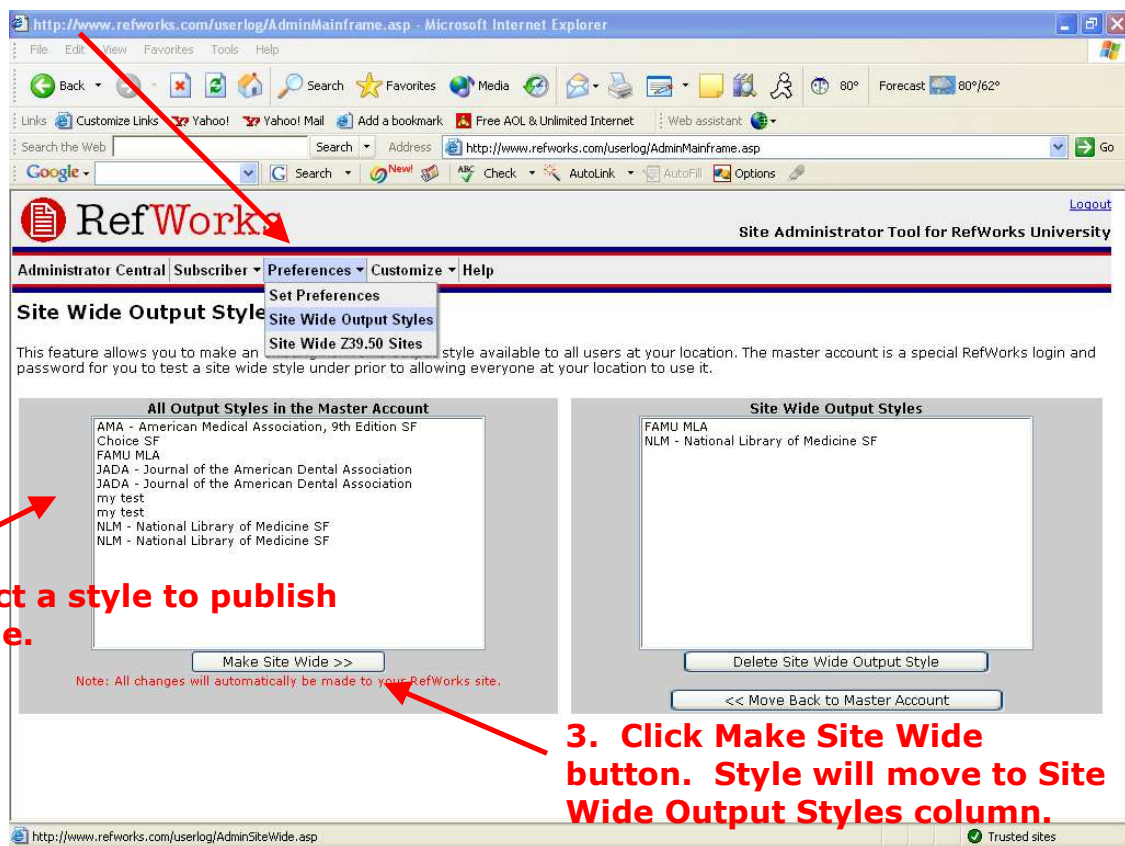 http://www.refworks.com/userlog/AdminMainframe.asp - Microsoft Internet Explorer
File Edit View Favorites Tools Help
Back Search Favorites Media 80° Forecast 80°/62°
Links Customize Links Yahoo! Yahoo! Mail Add a bookmark Free AOL & Unlimited Internet Web assistant
Search the Web Search Address http://www.refworks.com/userlog/AdminMainframe.asp Go
Google Search New! ABC Check AutoLink AutoFill Options
RefWorks
Logout
Site Administrator Tool for RefWorks University
Administrator Central Subscriber Preferences Customize Help
Set Preferences
Site Wide Output Styles
Site Wide Z39.50 Sites
Site Wide Output Style
This feature allows you to make an style available to all users at your location. The master account is a special RefWorks login and
password for you to test a site wide style under prior to allowing everyone at your location to use it.
All Output Styles in the Master Account
AMA - American Medical Association, 9th Edition SF
Choice SF
FAMU MLA
JADA - Journal of the American Dental Association
JADA - Journal of the American Dental Association
my test
my test
NLM - National Library of Medicine SF
NLM - National Library of Medicine SF
ct a style to publish
e.
Make Site Wide >>
Note: All changes will automatically be made to your RefWorks site.
Site Wide Output Styles
FAMU MLA
NLM - National Library of Medicine SF
Delete Site Wide Output Style
<< Move Back to Master Account
3. Click Make Site Wide
button. Style will move to Site
Wide Output Styles column.
http://www.refworks.com/userlog/AdminSiteWide.asp Trusted sites